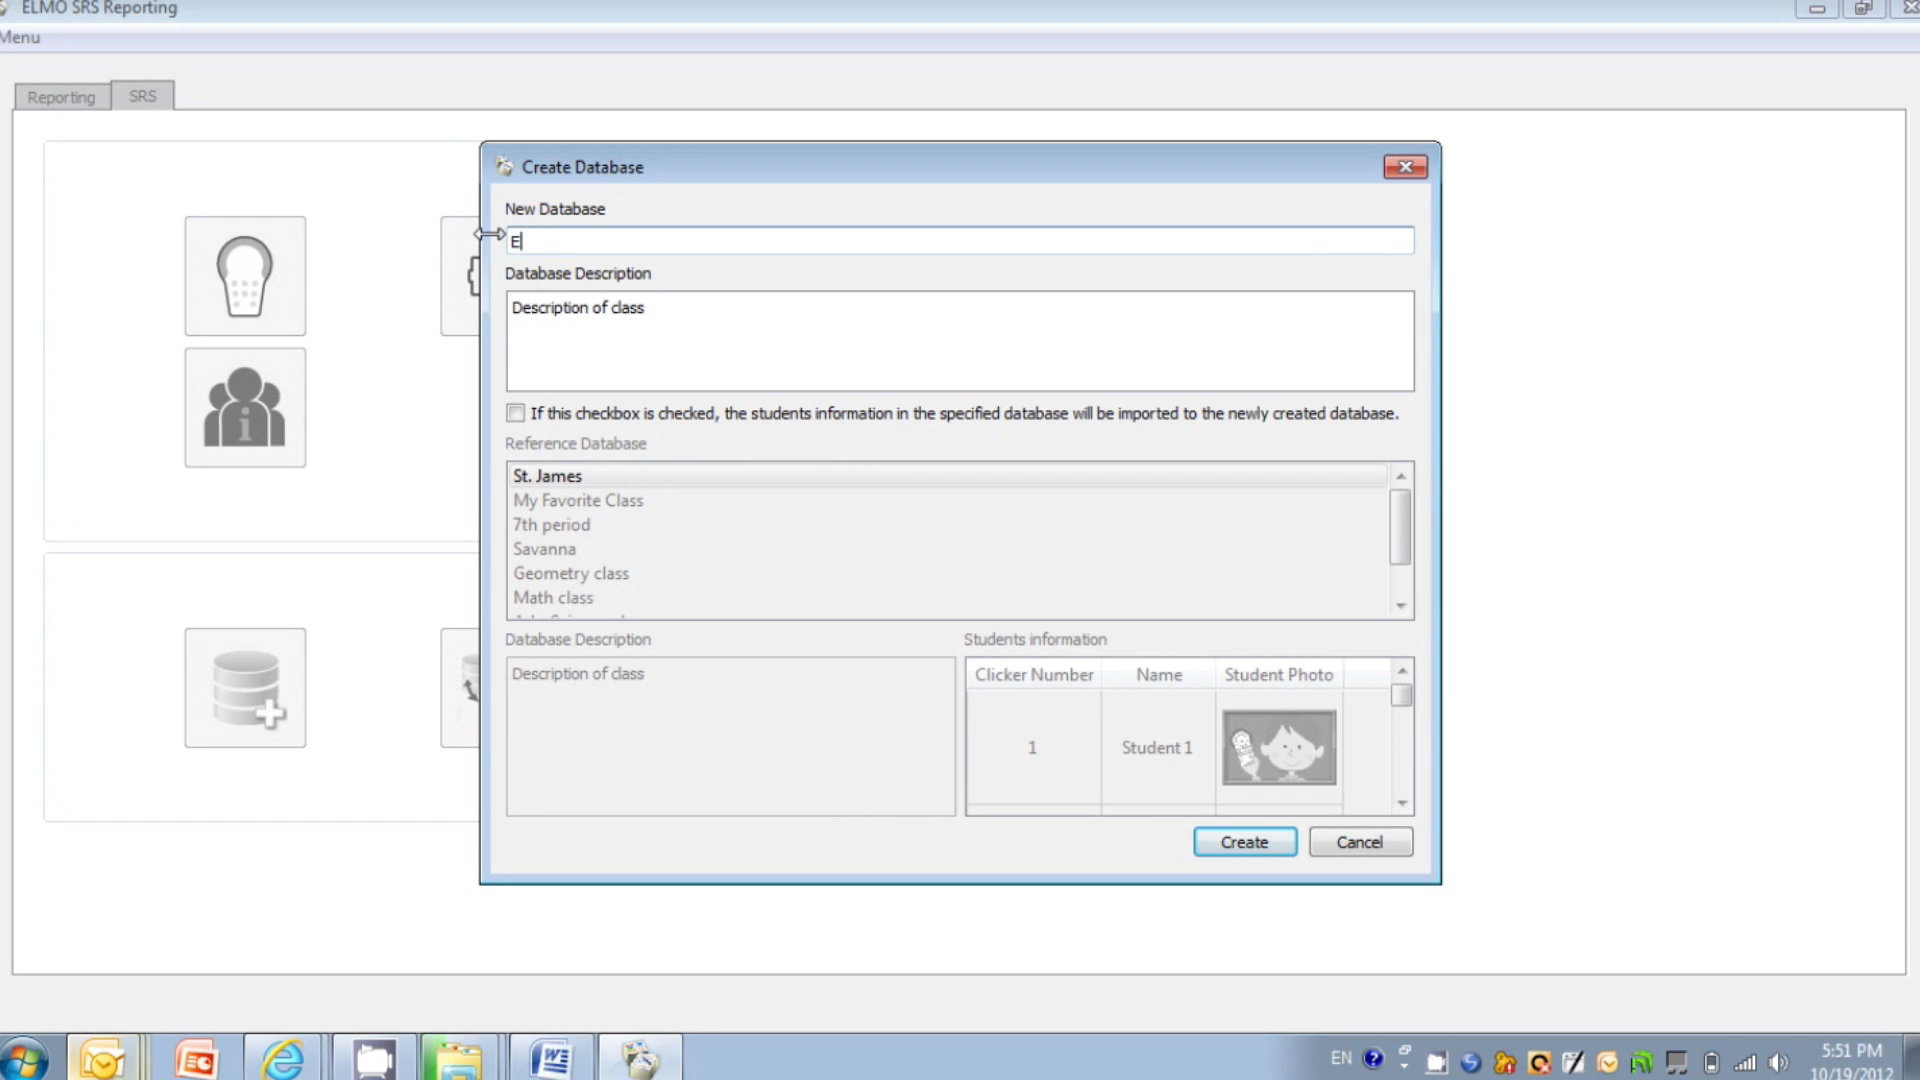 ELMO SRS Reporting
Menu
Reporting
SRS
Create Database
New Database
E
Database Description
Description of class
If this checkbox is checked, the students information in the specified database will be imported to the newly created database.
Reference Database
St. James
My Favorite Class
7th period
Savanna
Geometry class
Math class
Database Description
Students information
Description of class
Clicker Number
Name
Student Photo
1
Student 1
Create
Cancel
EN
5:51 PM
10/19/2012